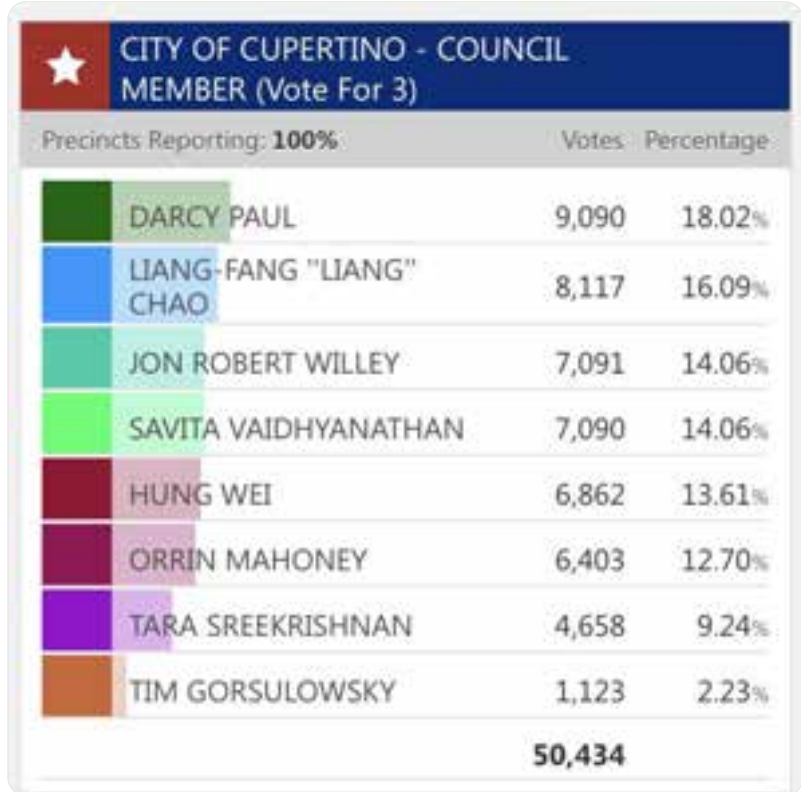 CITY OF CUPERTINO - COUNCIL
MEMBER (Vote For 3)
Precincts Reporting: 100% Votes Percentage
DARCY PAUL 9,090 18.02%
LIANG-FANG "LIANG"
CHAO 8,117 16.09%
JON ROBERT WILLEY 7,091 14.06%
SAVITA VAIDHYANATHAN 7,090 14.06%
HUNG WEI 6,862 13.61%
ORRIN MAHONEY 6,403 12.70%
TARA SREEKRISHNAN 4,658 9.24%
TIM GORSULOWSKY 1,123 2.23%
50,434